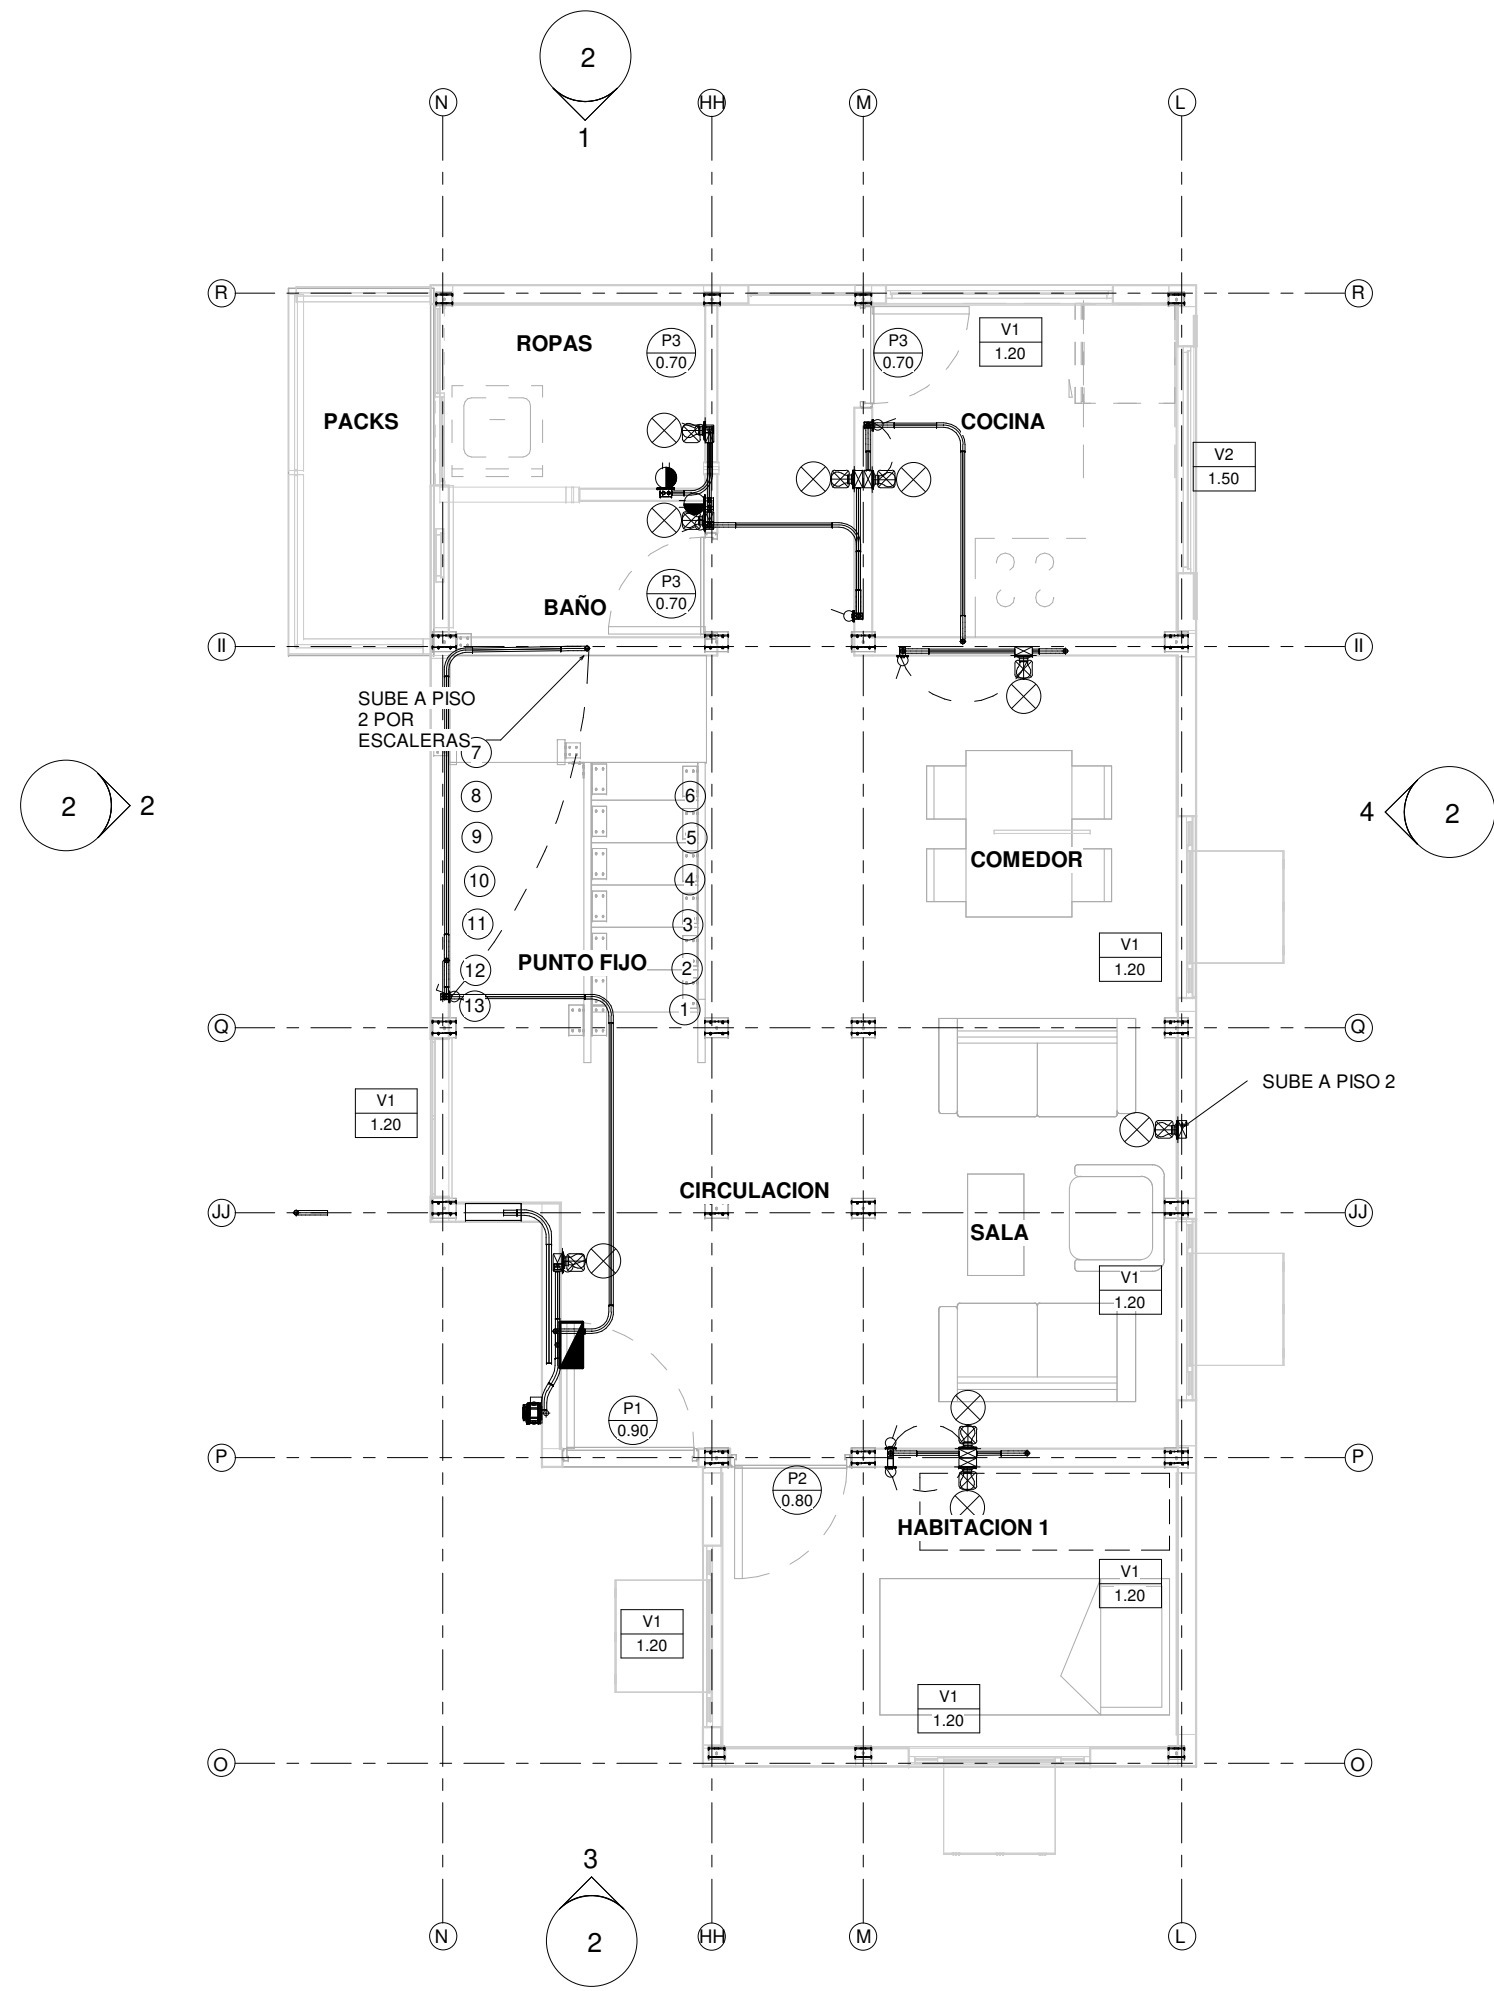 2
1
N
HH
M
L
R
R
ROPAS
P3
0.70
P3
0.70
V1
1.20
PACKS
COCINA
V2
1.50
P3
0.70
BAÑO
II
II
SUBE A PISO
2 POR
ESCALERAS
7
8
6
2
2
4
2
9
5
COMEDOR
10
4
11
3
V1
1.20
PUNTO FIJO
12
2
13
1
Q
Q
SUBE A PISO 2
V1
1.20
CIRCULACION
JJ
JJ
SALA
V1
1.20
P1
0.90
P
P
P2
0.80
HABITACION 1
V1
1.20
V1
1.20
V1
1.20
O
O
3
2
N
HH
M
L